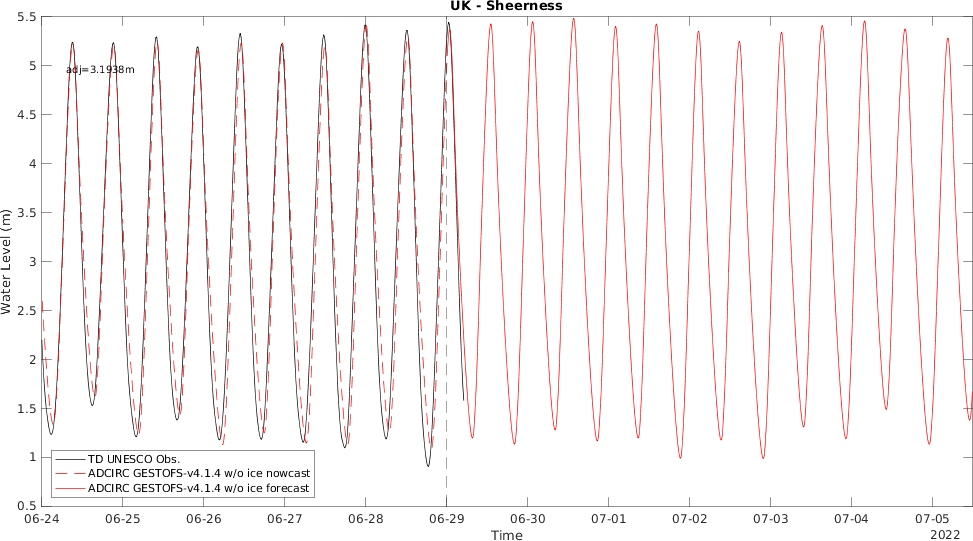 UK - Sheerness
5.5
5
4.5
4
3.5
3
2.5
2
1.5
1
0.5
Water Level (m)
adj=3.1938m
TD UNESCO Obs.
ADCIRC GESTOFS-v4.1.4 w/o ice nowcast
ADCIRC GESTOFS-v4.1.4 w/o ice forecast
06-24 06-25 06-26 06-27 06-28 06-29 06-30 07-01 07-02 07-03 07-04 07-05
Time
2022